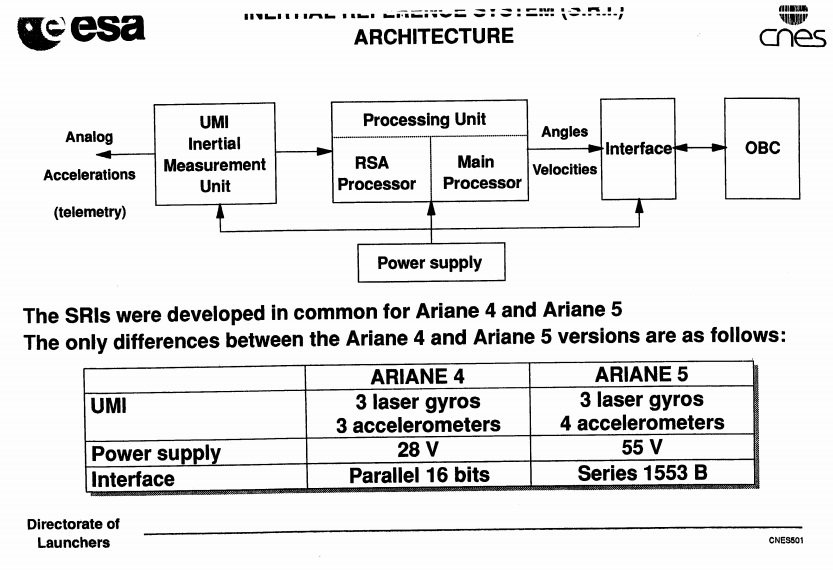 esa
INERTIAL REFERENCE SYSTEM (S.R.I.)
ARCHITECTURE
cnes
Analog
Accelerations
(telemetry)
UMI
Inertial
Measurement
Unit
Processing Unit
RSA
Processor
Main
Processor
Angles
Velocities
Interface
OBC
Power supply
The SRIs were developed in common for Ariane 4 and Ariane 5
The only differences between the Ariane 4 and Ariane 5 versions are as follows:
ARIANE 4 ARIANE 5
UMI 3 laser gyros 3 laser gyros
3 accelerometers 4 accelerometers
Power supply 28 V 55 V
Interface Parallel 16 bits Series 1553 B
Directorate of
Launchers
CNES501